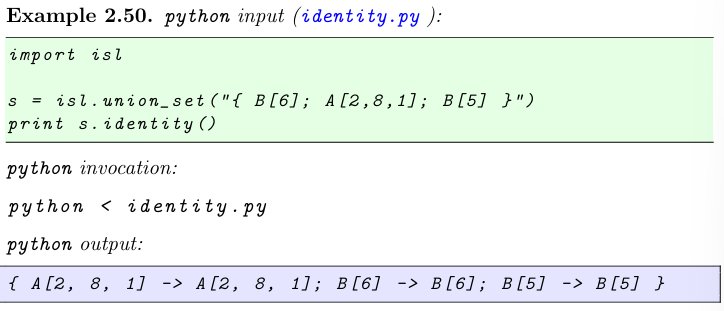 Example 2.50. python input (identity.py ):
import isl
s = isl.union_set("{ B[6]; A[2,8,1]; B[5] }")
print s.identity()
python invocation:
python < identity.py
python output:
{ A[2, 8, 1] -> A[2, 8, 1]; B[6] -> B[6]; B[5] -> B[5] }